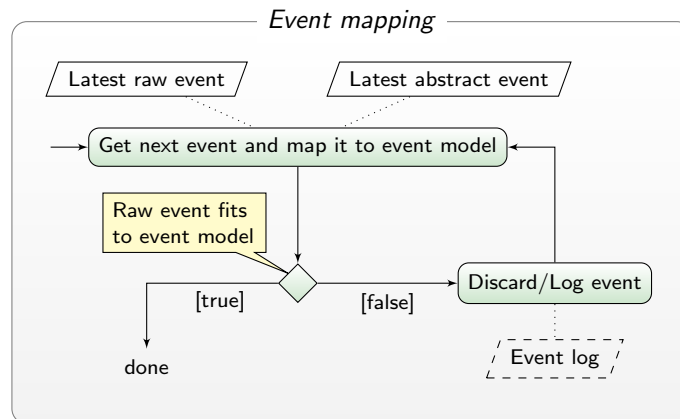 Event mapping
Latest raw event
Latest abstract event
Get next event and map it to event model
Raw event fits
to event model
[true]
[false]
Discard/Log event
Event log
done